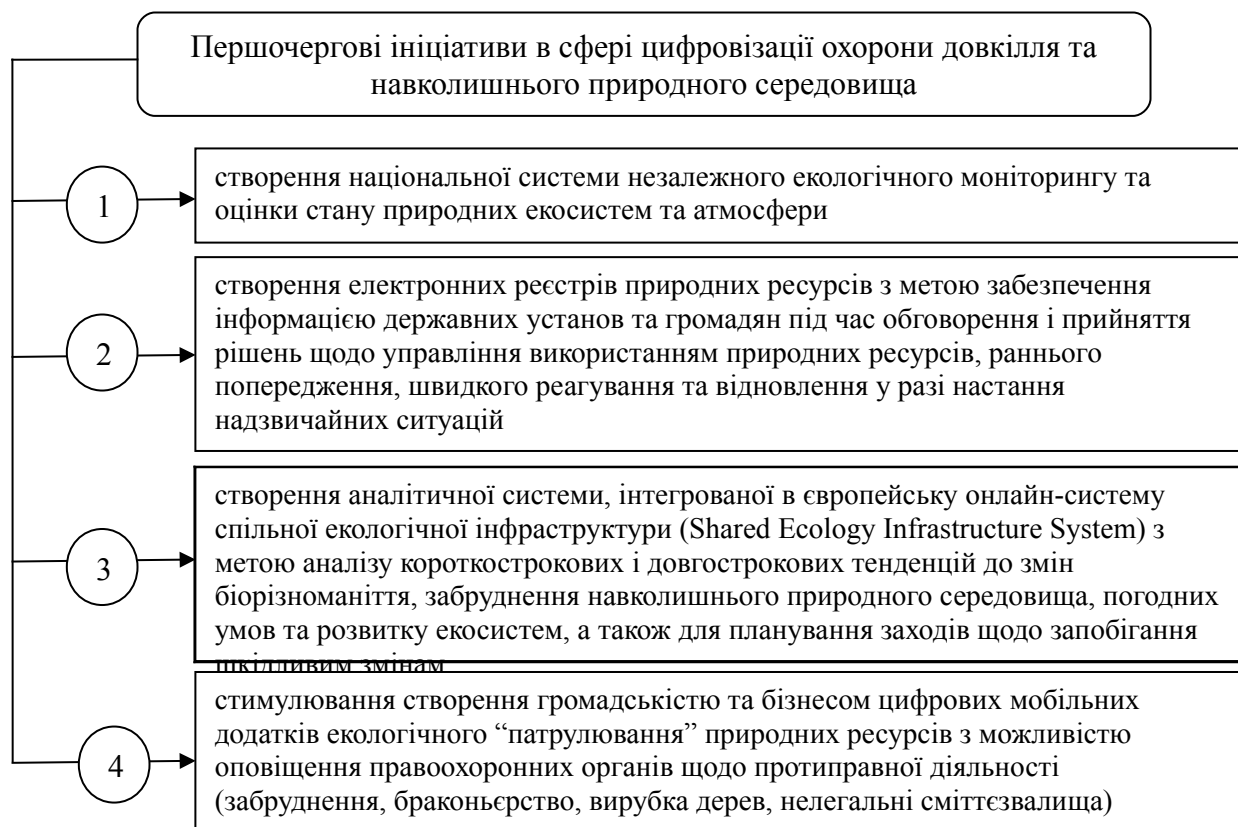 Першочергові ініціативи в сфері цифровізації охорони довкілля та
навколишнього природного середовища
1
створення національної системи незалежного екологічного моніторингу та
оцінки стану природних екосистем та атмосфери
2
створення електронних реєстрів природних ресурсів з метою забезпечення
інформацією державних установ та громадян під час обговорення і прийняття
рішень щодо управління використанням природних ресурсів, раннього
попередження, швидкого реагування та відновлення у разі настання
надзвичайних ситуацій
3
створення аналітичної системи, інтегрованої в європейську онлайн-систему
спільної екологічної інфраструктури (Shared Ecology Infrastructure System) з
метою аналізу короткострокових і довгострокових тенденцій до змін
біорізноманіття, забруднення навколишнього природного середовища, погодних
умов та розвитку екосистем, а також для планування заходів щодо запобігання
шкідливим змінам
4
стимулювання створення громадськістю та бізнесом цифрових мобільних
додатків екологічного “патрулювання” природних ресурсів з можливістю
оповіщення правоохоронних органів щодо протиправної діяльності
(забруднення, браконьєрство, вирубка дерев, нелегальні сміттєзвалища)